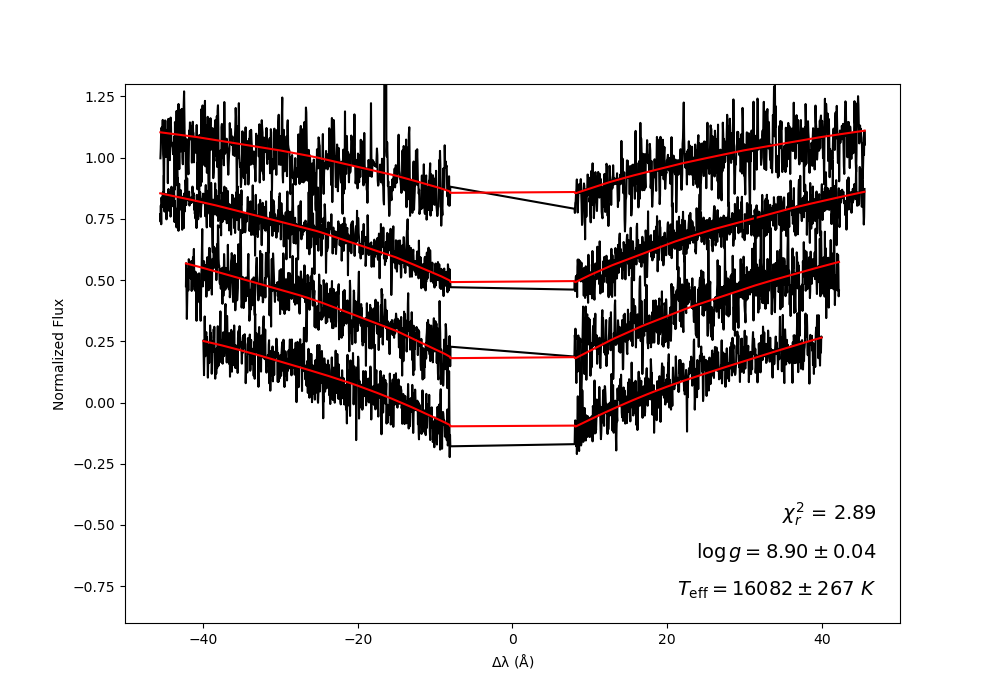 1.25
1.00
0.75
0.50
0.25
0.00
−0.25
−0.50
−0.75
Normalized Flux
−40
−20
0
20
40
Δλ (Å)
χ²ᵣ = 2.89
log g = 8.90 ± 0.04
T_eff = 16082 ± 267 K